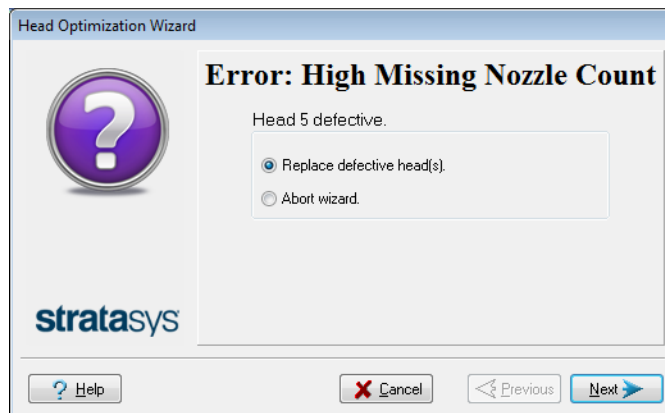 Head Optimization Wizard
Error: High Missing Nozzle Count
Head 5 defective.
Replace defective head(s).
Abort wizard.
stratasys
? Help
Cancel
Previous
Next